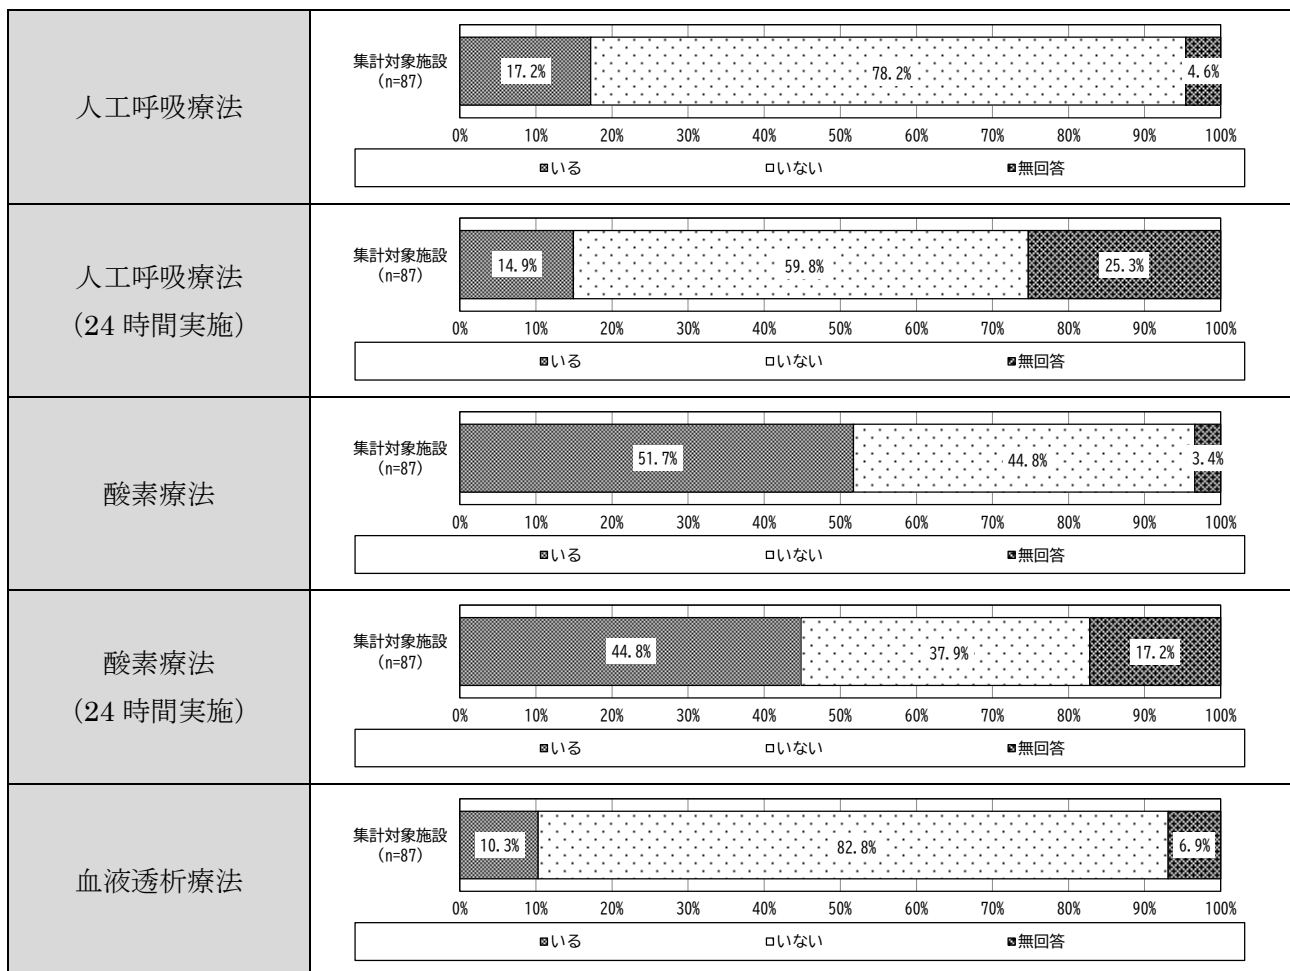 人工呼吸療法
集計対象施設
(n=87)
17.2%
78.2%
4.6%
0% 10% 20% 30% 40% 50% 60% 70% 80% 90% 100%
いる いない 無回答
人工呼吸療法
（24 時間実施）
集計対象施設
(n=87)
14.9%
59.8%
25.3%
0% 10% 20% 30% 40% 50% 60% 70% 80% 90% 100%
いる いない 無回答
酸素療法
集計対象施設
(n=87)
51.7%
44.8%
3.4%
0% 10% 20% 30% 40% 50% 60% 70% 80% 90% 100%
いる いない 無回答
酸素療法
（24 時間実施）
集計対象施設
(n=87)
44.8%
37.9%
17.2%
0% 10% 20% 30% 40% 50% 60% 70% 80% 90% 100%
いる いない 無回答
血液透析療法
集計対象施設
(n=87)
10.3%
82.8%
6.9%
0% 10% 20% 30% 40% 50% 60% 70% 80% 90% 100%
いる いない 無回答